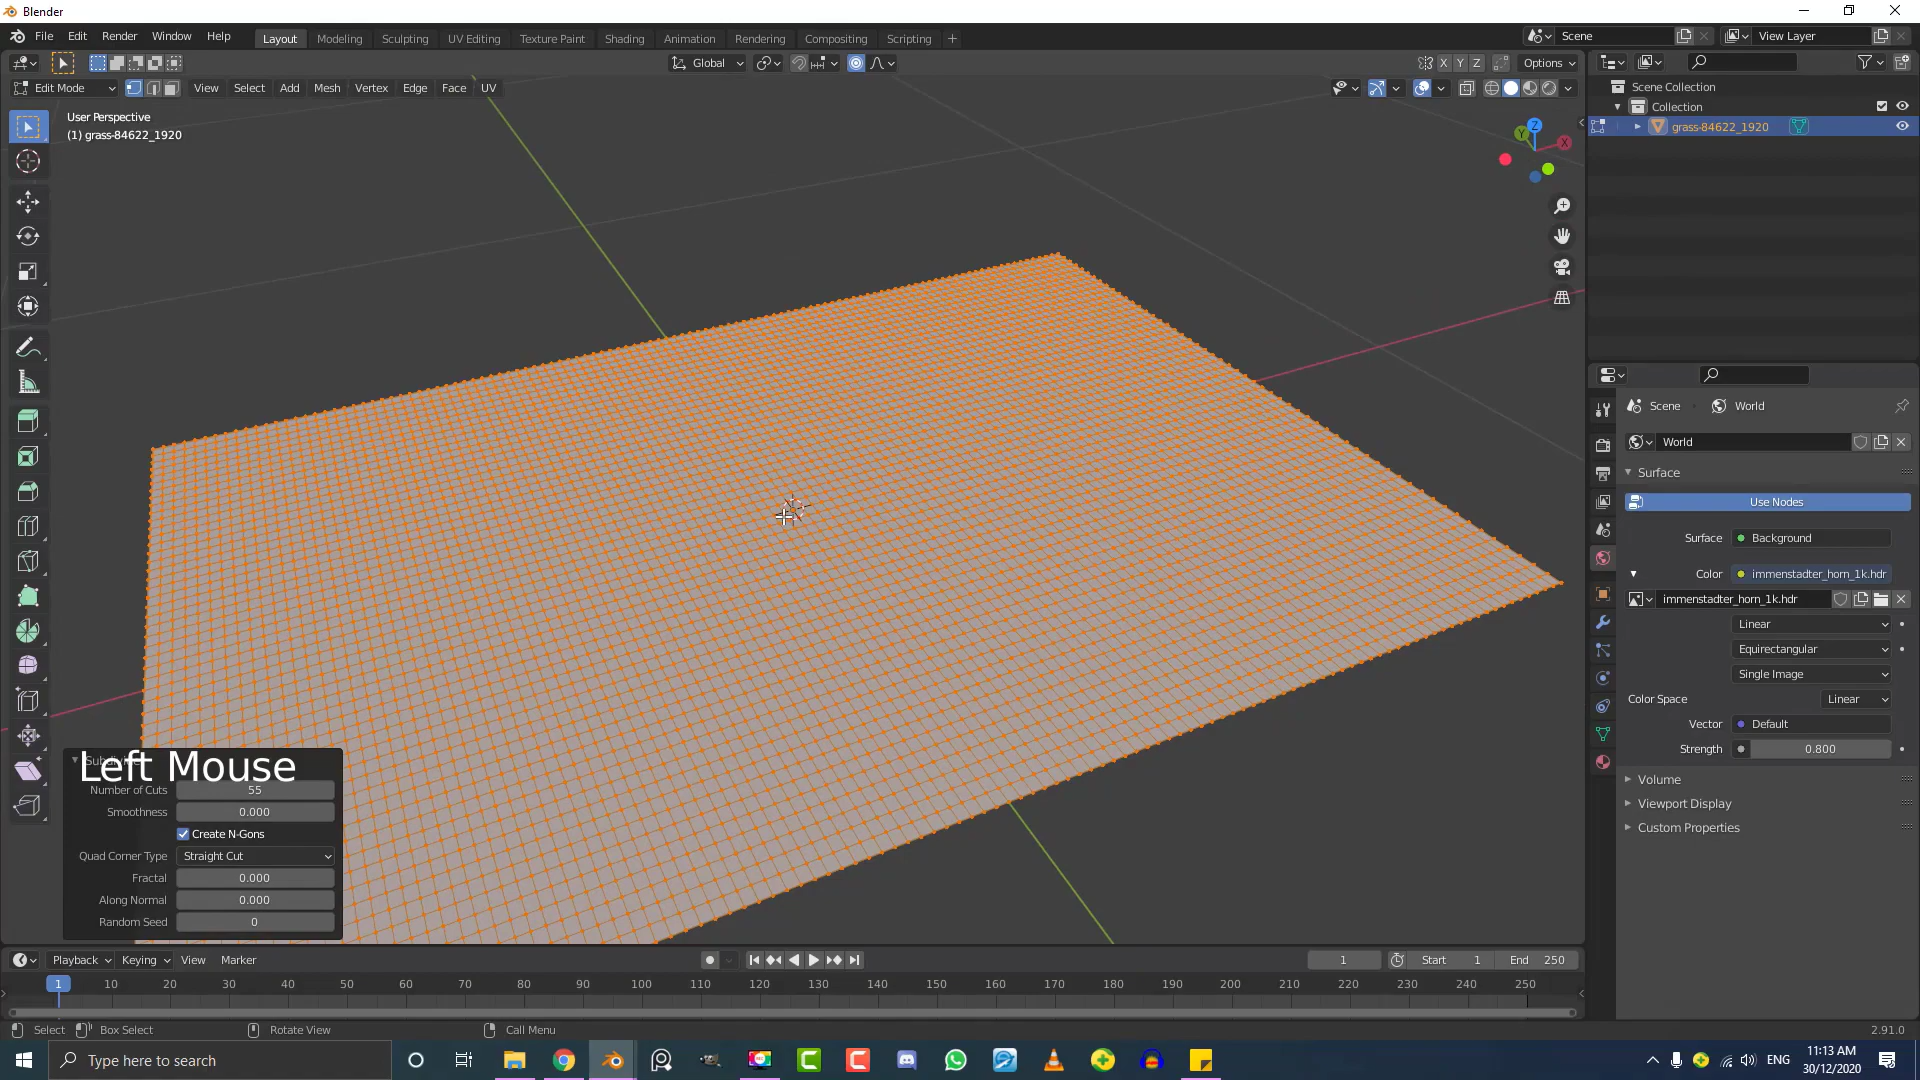 Blender
File Edit Render Window Help
Layout Modeling Sculpting UV Editing Texture Paint Shading Animation Rendering Compositing Scripting +
Scene View Layer
Global X Y Z Options
Edit Mode View Select Add Mesh Vertex Edge Face UV
User Perspective
(1) grass-84622_1920
Z Y X
Scene Collection
Collection
grass-84622_1920
Scene World
World
Surface
Use Nodes
Surface Background
Color immenstadter_horn_1k.hdr
immenstadter_horn_1k.hdr
Linear
Equirectangular
Single Image
Color Space Linear
Vector Default
Strength 0.800
Volume
Viewport Display
Custom Properties
Left Mouse
Number of Cuts 55
Smoothness 0.000
Create N-Gons
Quad Corner Type Straight Cut
Fractal 0.000
Along Normal 0.000
Random Seed 0
Playback Keying View Marker 1 Start 1 End 250
1 10 20 30 40 50 60 70 80 90 100 110 120 130 140 150 160 170 180 190 200 210 220 230 240 250
Select Box Select Rotate View Call Menu 2.91.0
Type here to search ENG 11:13 AM
30/12/2020